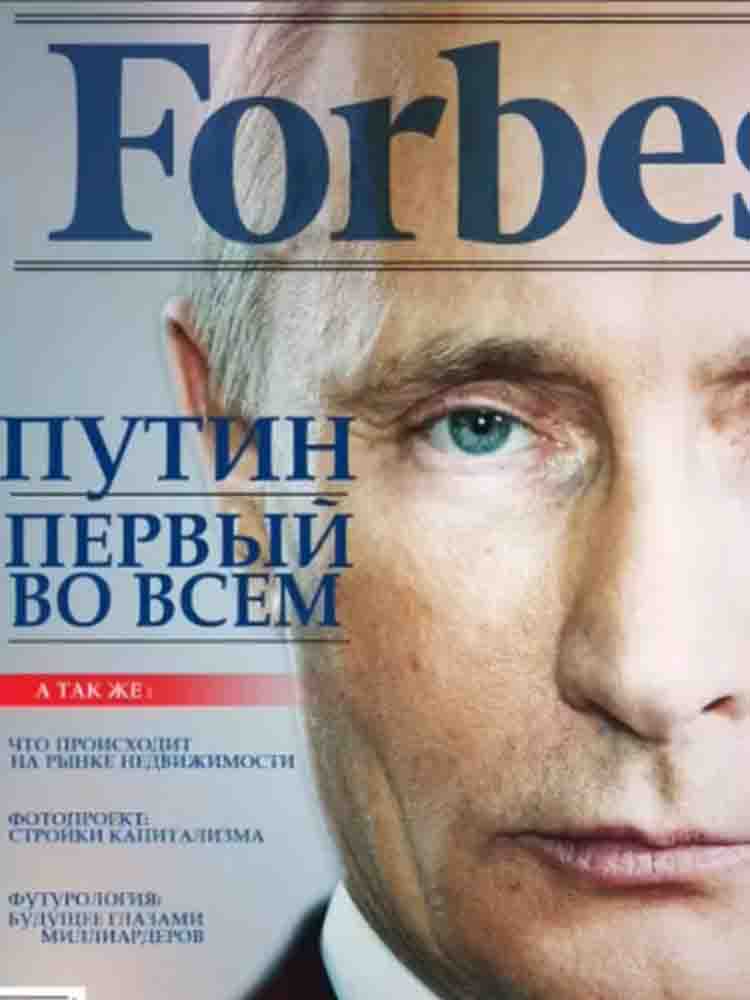 Forbes
ПУТИН
ПЕРВЫЙ
ВО ВСЕМ
А ТАК ЖЕ:
ЧТО ПРОИСХОДИТ
НА РЫНКЕ НЕДВИЖИМОСТИ
ФОТОПРОЕКТ:
СТРОЙКИ КАПИТАЛИЗМА
ФУТУРОЛОГИЯ:
БУДУЩЕЕ ГЛАЗАМИ
МИЛЛИАРДЕРОВ